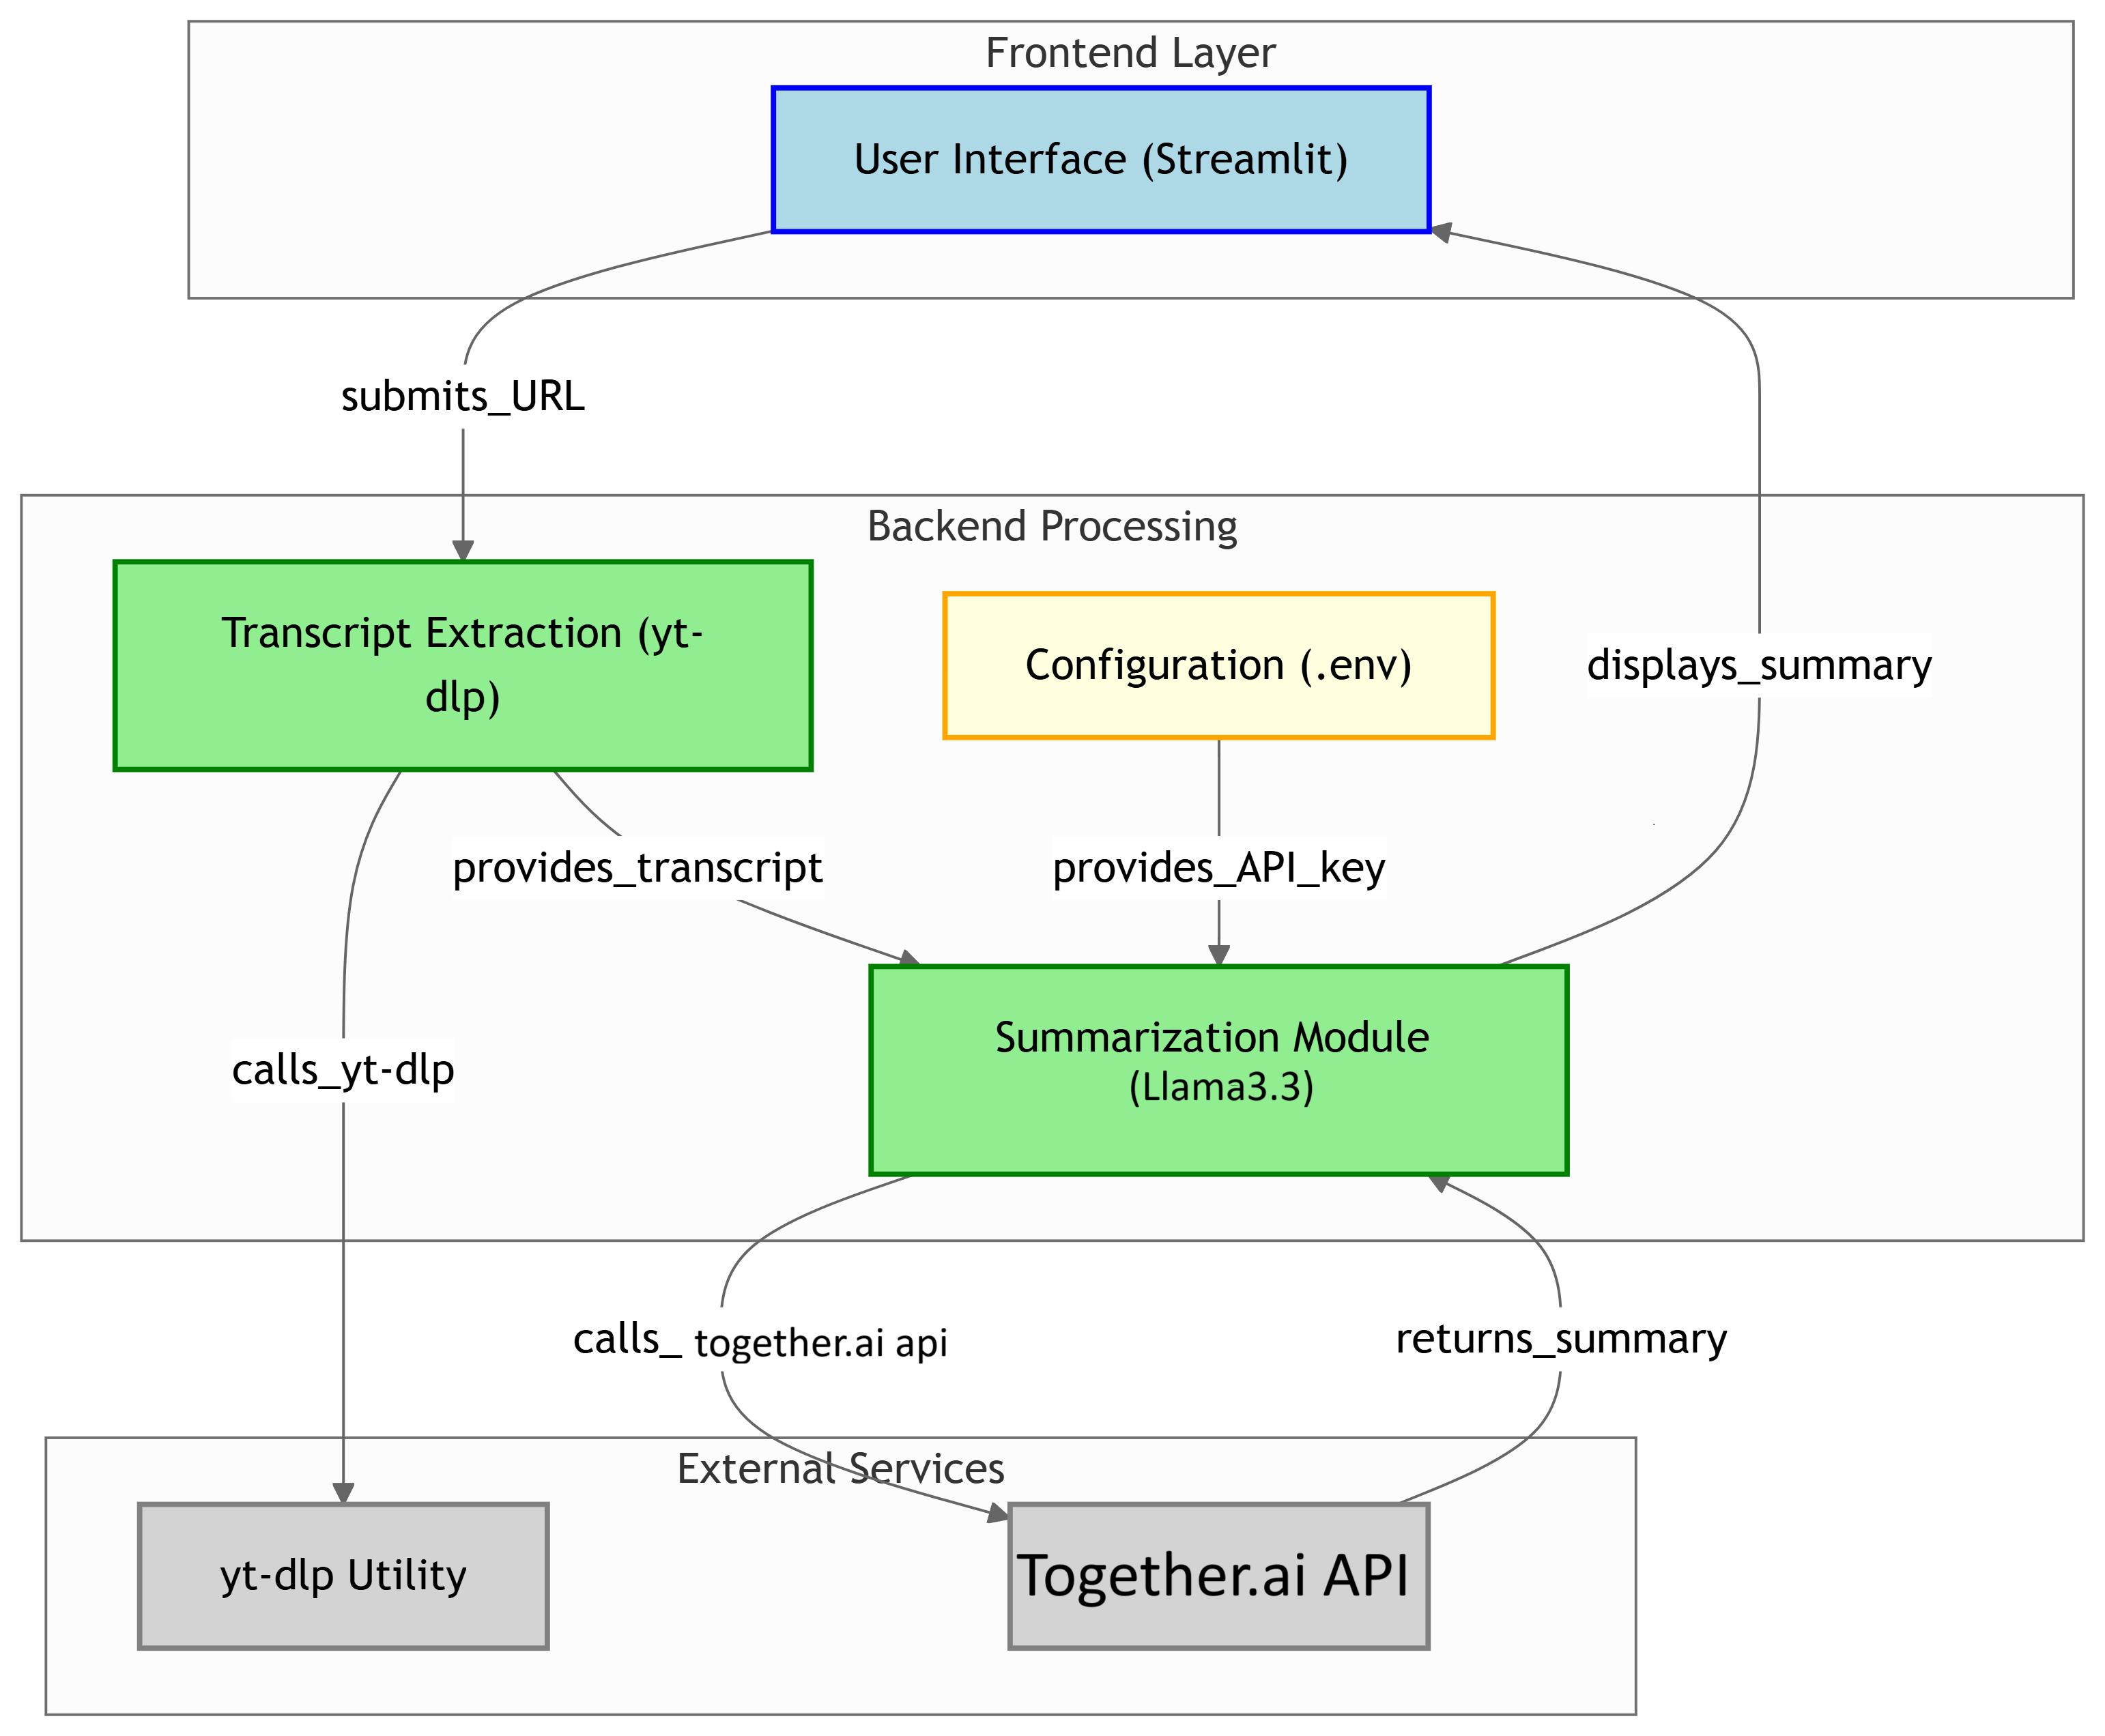 Frontend Layer
User Interface (Streamlit)
submits_URL
Backend Processing
Transcript Extraction (yt-
dlp)
Configuration (.env)
displays_summary
provides_transcript
provides_API_key
Summarization Module
(Llama3.3)
calls_yt-dlp
calls_ together.ai api
returns_summary
External Services
yt-dlp Utility
Together.ai API